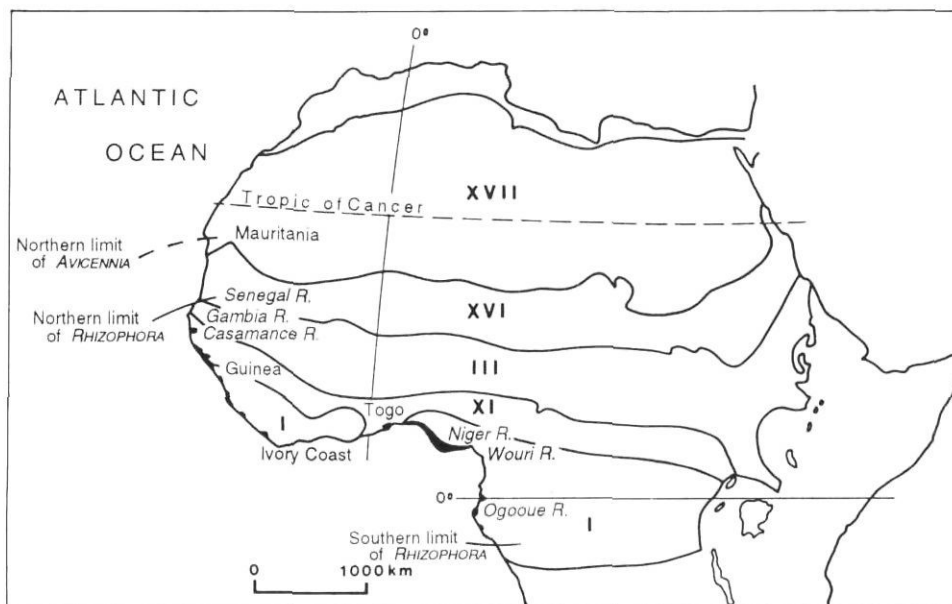 0°
ATLANTIC
OCEAN
XVII
Tropic of Cancer
Mauritania
Northern limit
of AVICENNIA
Senegal R.
XVI
Northern limit
of RHIZOPHORA
Gambia R.
Casamance R.
III
Guinea
I
Togo
XI
Ivory Coast
Niger R.
Wouri R.
0°
Ogooue R.
I
Southern limit
of RHIZOPHORA
0
1000 km